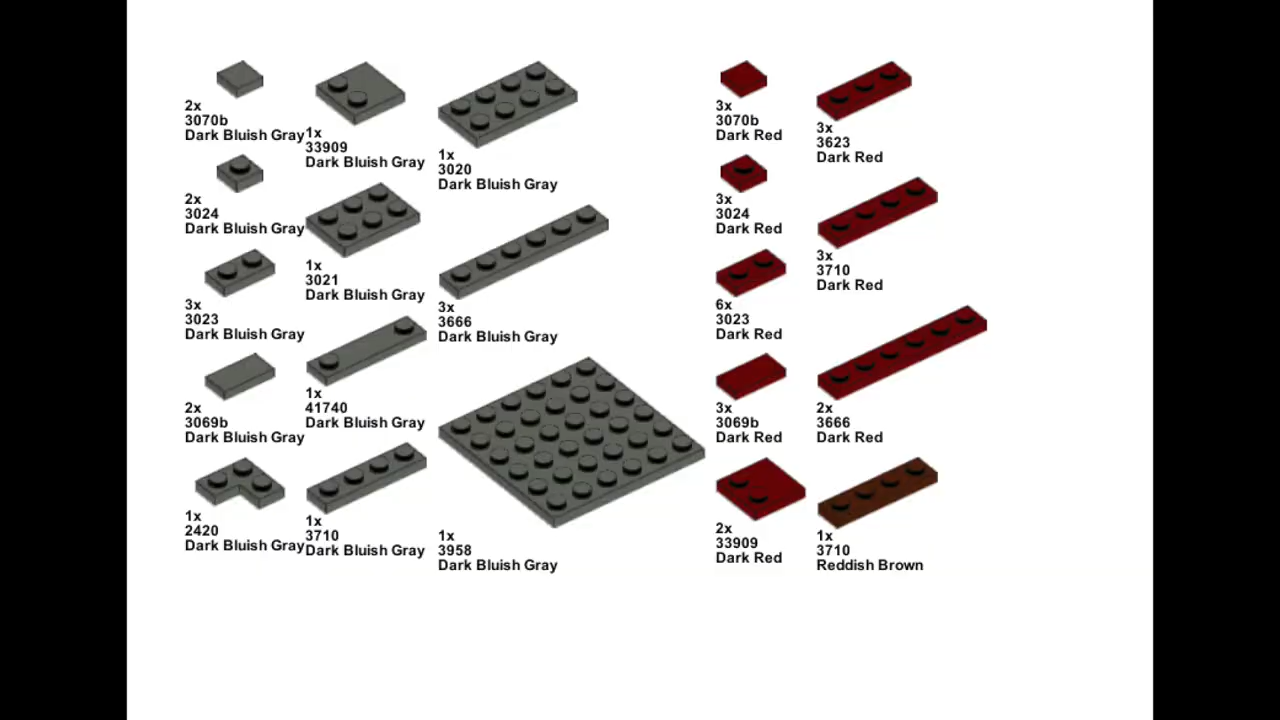 2x
3070b
Dark Bluish Gray
2x
3024
Dark Bluish Gray
3x
3023
Dark Bluish Gray
2x
3069b
Dark Bluish Gray
1x
2420
Dark Bluish Gray
1x
33909
Dark Bluish Gray
1x
3021
Dark Bluish Gray
1x
41740
Dark Bluish Gray
1x
3710
Dark Bluish Gray
1x
3020
Dark Bluish Gray
3x
3666
Dark Bluish Gray
1x
3958
Dark Bluish Gray
3x
3070b
Dark Red
3x
3024
Dark Red
6x
3023
Dark Red
3x
3069b
Dark Red
2x
33909
Dark Red
3x
3623
Dark Red
3x
3710
Dark Red
2x
3666
Dark Red
1x
3710
Reddish Brown